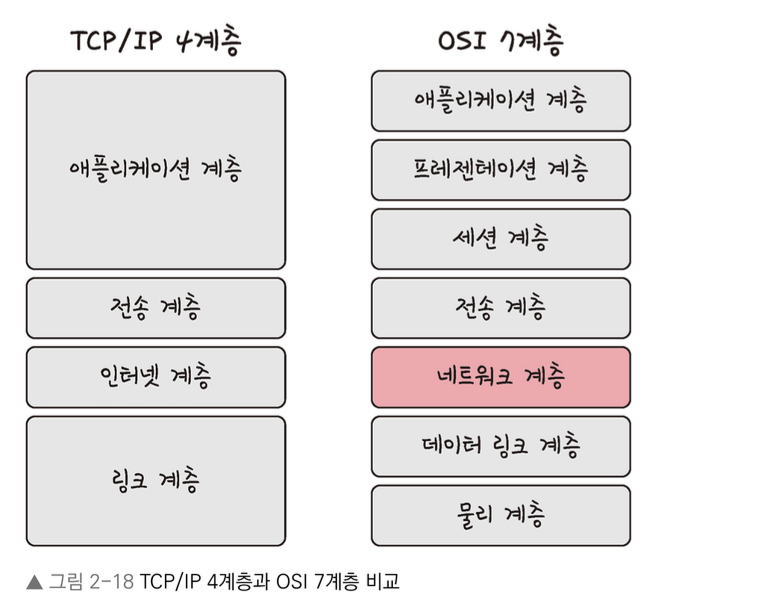 TCP/IP 4계층
애플리케이션 계층
전송 계층
인터넷 계층
링크 계층
OSI 7계층
애플리케이션 계층
프레젠테이션 계층
세션 계층
전송 계층
네트워크 계층
데이터 링크 계층
물리 계층
▲ 그림 2-18 TCP/IP 4계층과 OSI 7계층 비교